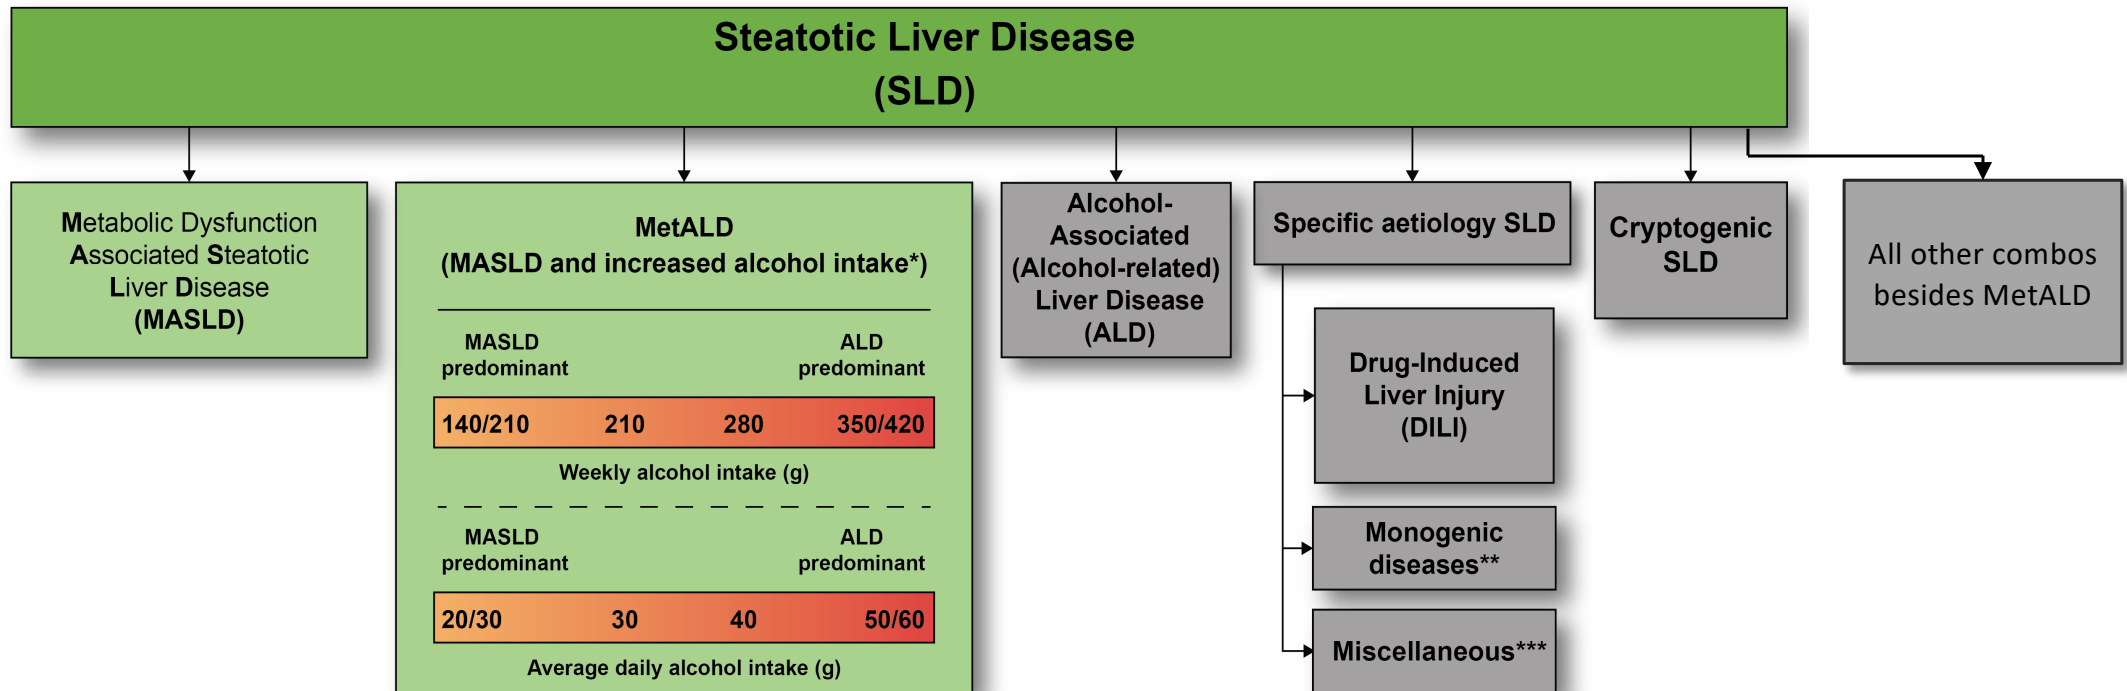 Steatotic Liver Disease
(SLD)
Metabolic Dysfunction
Associated Steatotic
Liver Disease
(MASLD)
MetALD
(MASLD and increased alcohol intake*)
MASLD
predominant
ALD
predominant
140/210 210 280 350/420
Weekly alcohol intake (g)
MASLD
predominant
ALD
predominant
20/30 30 40 50/60
Average daily alcohol intake (g)
Alcohol-
Associated
(Alcohol-related)
Liver Disease
(ALD)
Specific aetiology SLD
Drug-Induced
Liver Injury
(DILI)
Monogenic
diseases**
Miscellaneous***
Cryptogenic
SLD
All other combos
besides MetALD